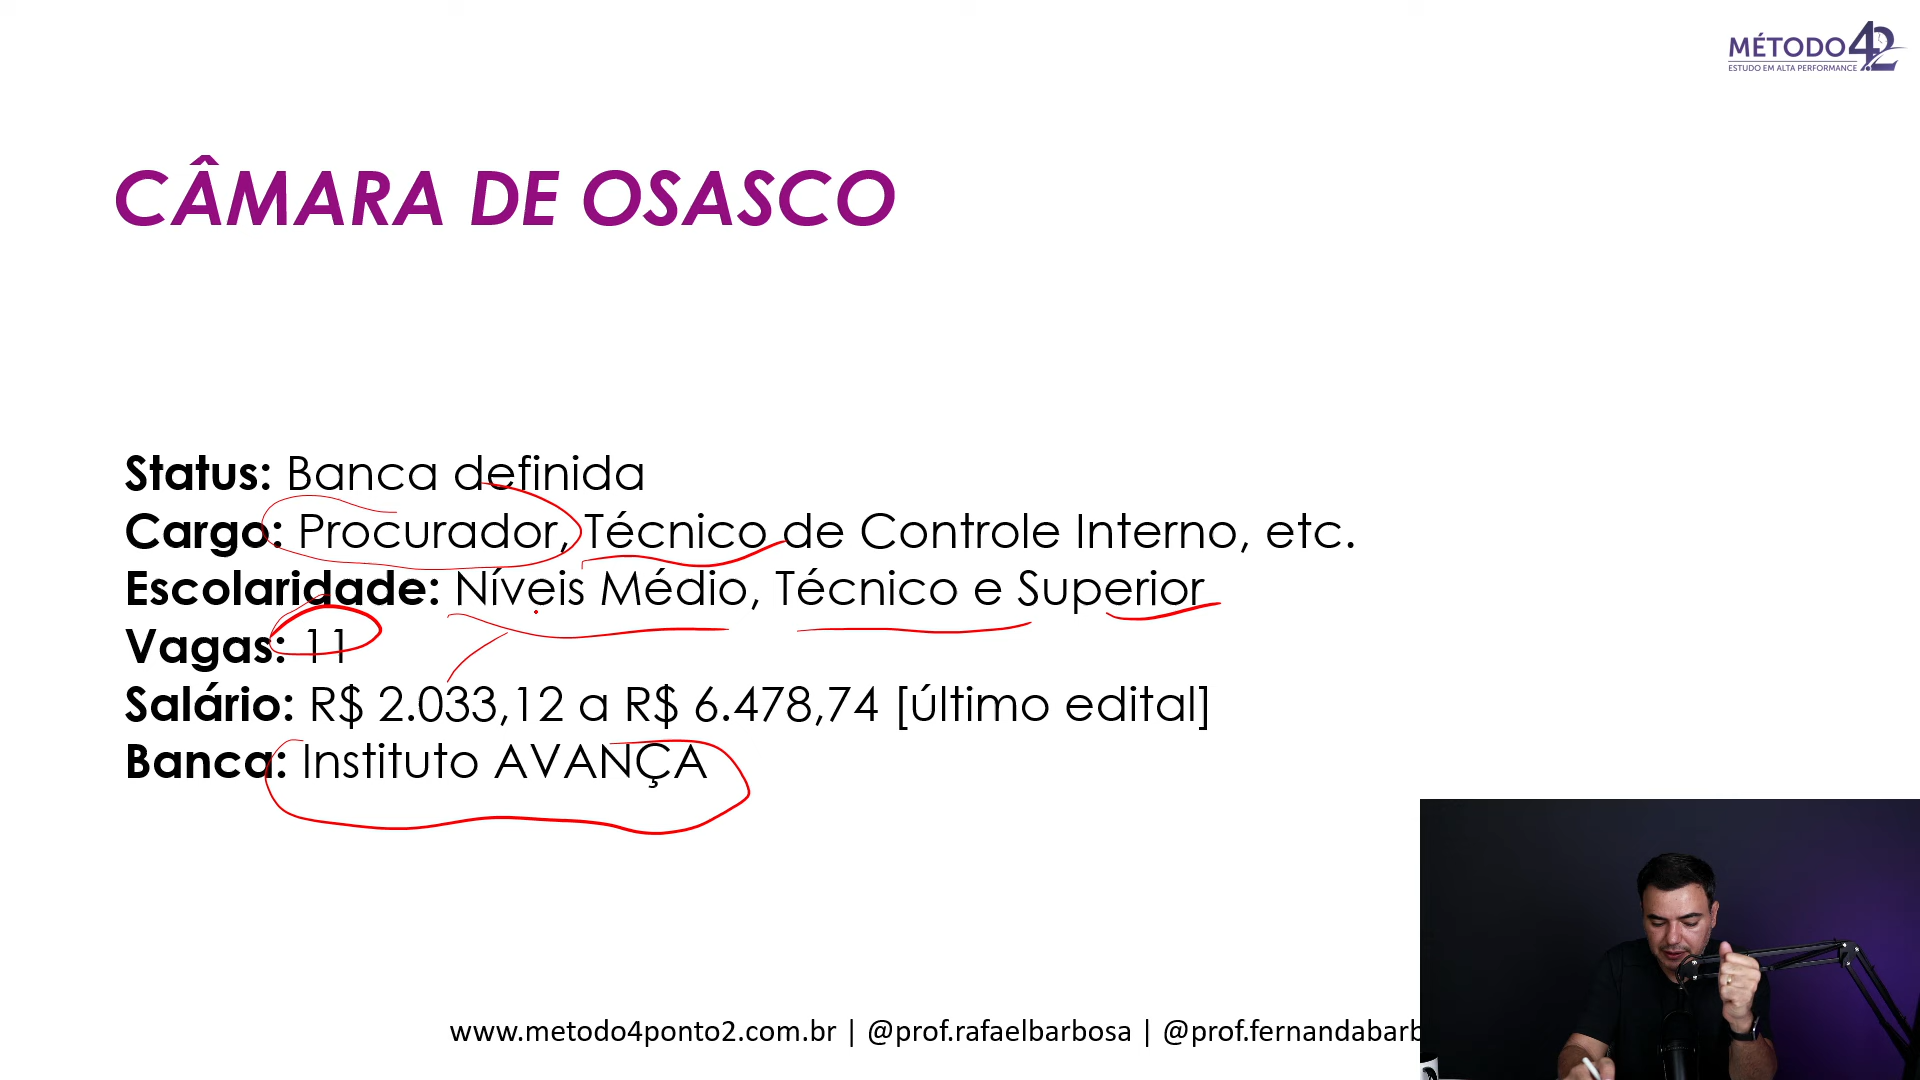 MÉTODO 4.2
ESTUDO EM ALTA PERFORMANCE
CÂMARA DE OSASCO
Status: Banca definida
Cargo: Procurador, Técnico de Controle Interno, etc.
Escolaridade: Níveis Médio, Técnico e Superior
Vagas: 11
Salário: R$ 2.033,12 a R$ 6.478,74 [último edital]
Banca: Instituto AVANÇA
www.metodo4ponto2.com.br | @prof.rafaelbarbosa | @prof.fernandabarb